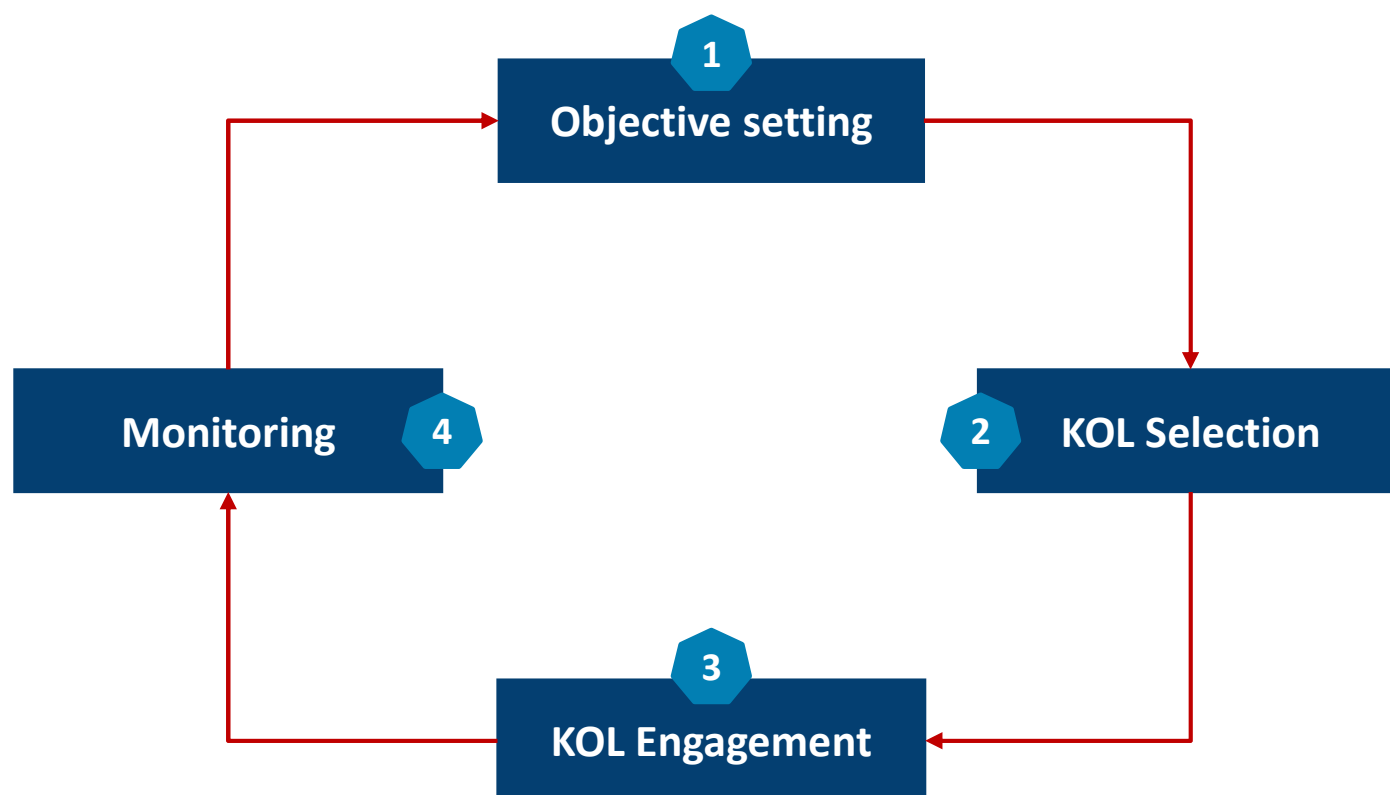 1
Objective setting
2
KOL Selection
3
KOL Engagement
4
Monitoring